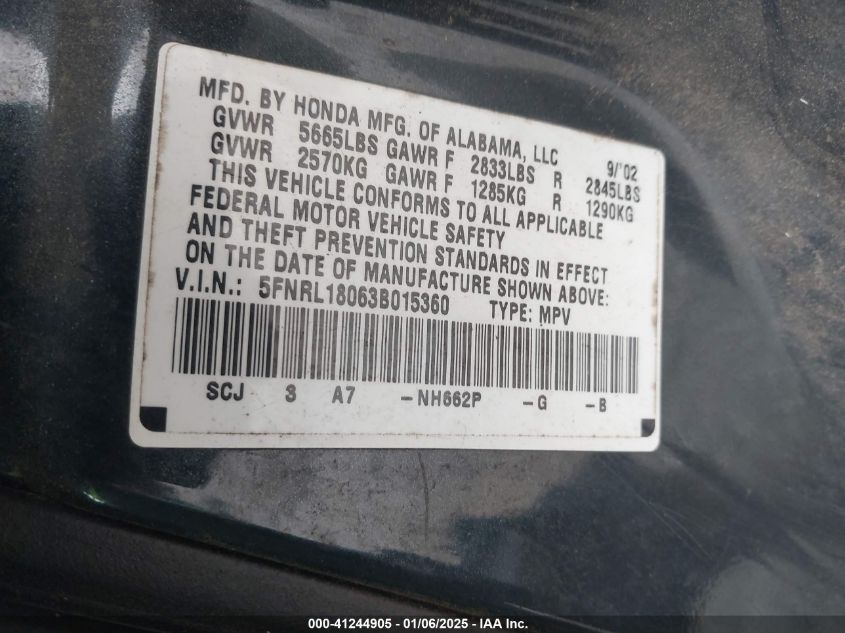 MFD. BY HONDA MFG. OF ALABAMA, LLC 9/'02
GVWR 5665LBS GAWR F 2833LBS R 2845LBS
GVWR 2570KG GAWR F 1285KG R 1290KG
THIS VEHICLE CONFORMS TO ALL APPLICABLE
FEDERAL MOTOR VEHICLE SAFETY
AND THEFT PREVENTION STANDARDS IN EFFECT
ON THE DATE OF MANUFACTURE SHOWN ABOVE:
V.I.N.: 5FNRL18063B015360 TYPE: MPV
SCJ 3 A7 -NH662P -G -B
000-41244905 - 01/06/2025 - IAA Inc.